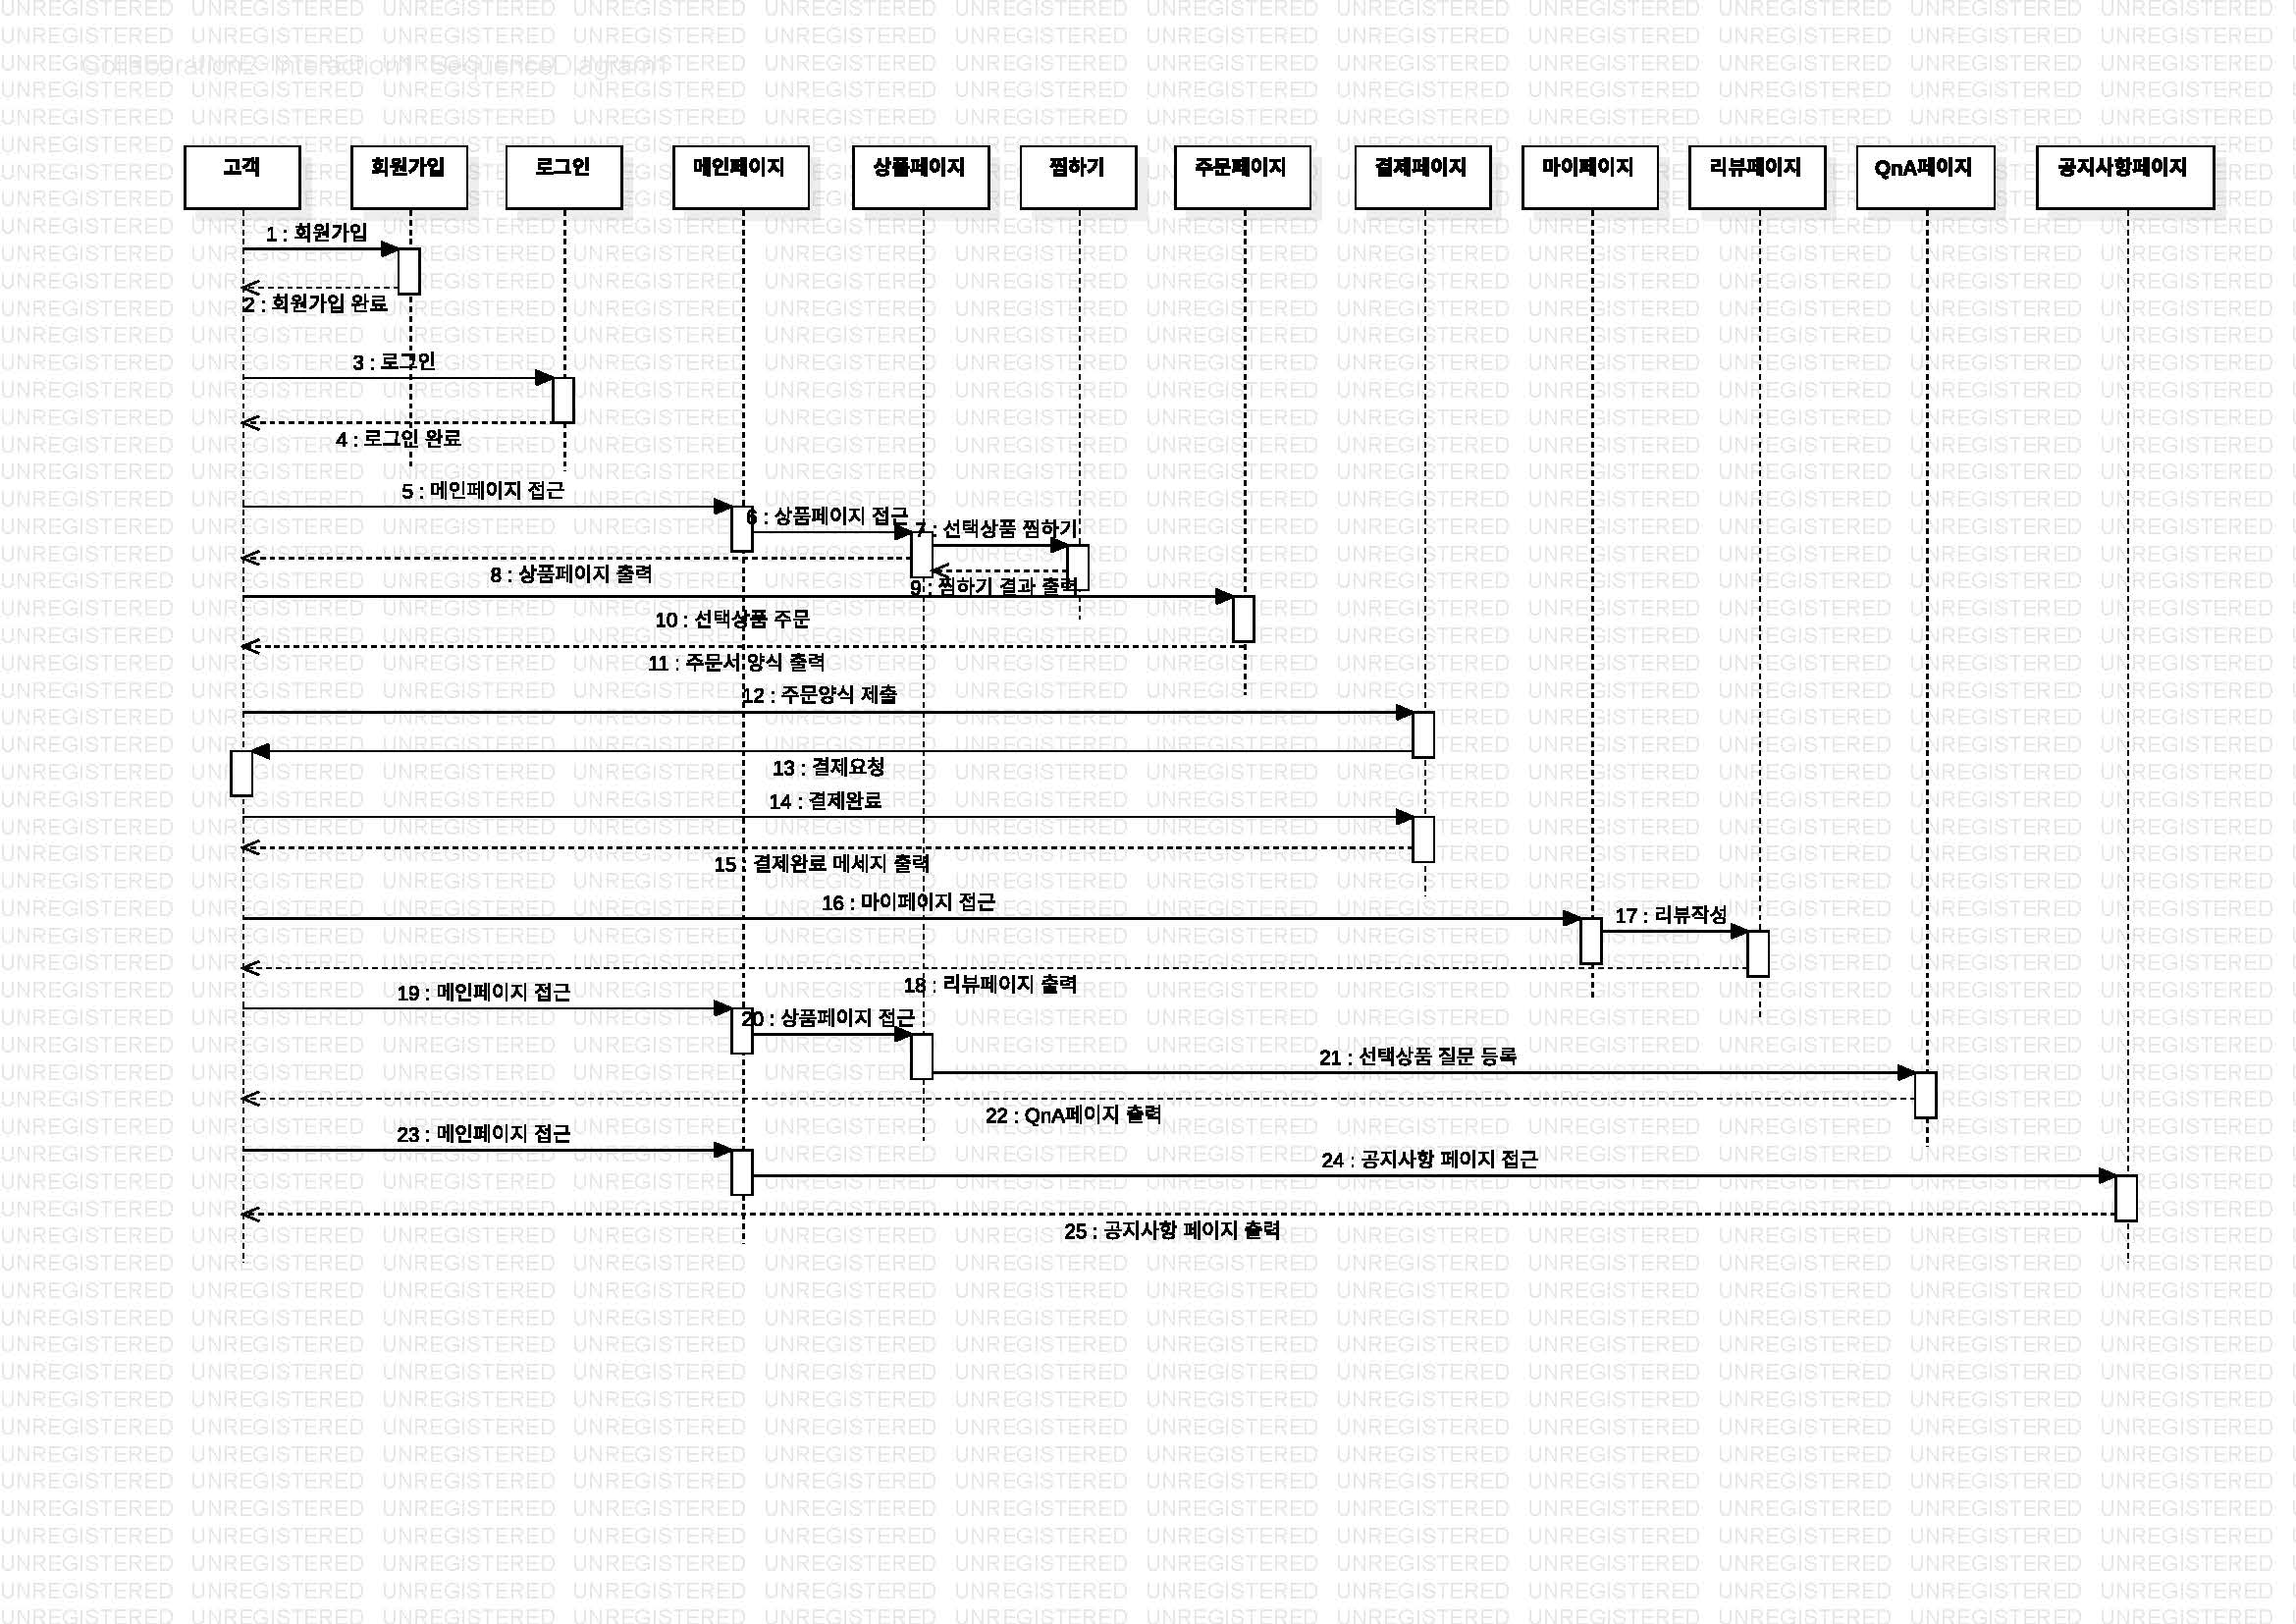 Collaboration2 Interaction1 SequenceDiagram1
고객
회원가입
로그인
메인페이지
상품페이지
찜하기
주문페이지
결제페이지
마이페이지
리뷰페이지
QnA페이지
공지사항페이지
1 : 회원가입
2 : 회원가입 완료
3 : 로그인
4 : 로그인 완료
5 : 메인페이지 접근
6 : 상품페이지 접근
7 : 선택상품 찜하기
8 : 상품페이지 출력
9 : 찜하기 결과 출력
10 : 선택상품 주문
11 : 주문서 양식 출력
12 : 주문양식 제출
13 : 결제요청
14 : 결제완료
15 : 결제완료 메세지 출력
16 : 마이페이지 접근
17 : 리뷰작성
18 : 리뷰페이지 출력
19 : 메인페이지 접근
20 : 상품페이지 접근
21 : 선택상품 질문 등록
22 : QnA페이지 출력
23 : 메인페이지 접근
24 : 공지사항 페이지 접근
25 : 공지사항 페이지 출력